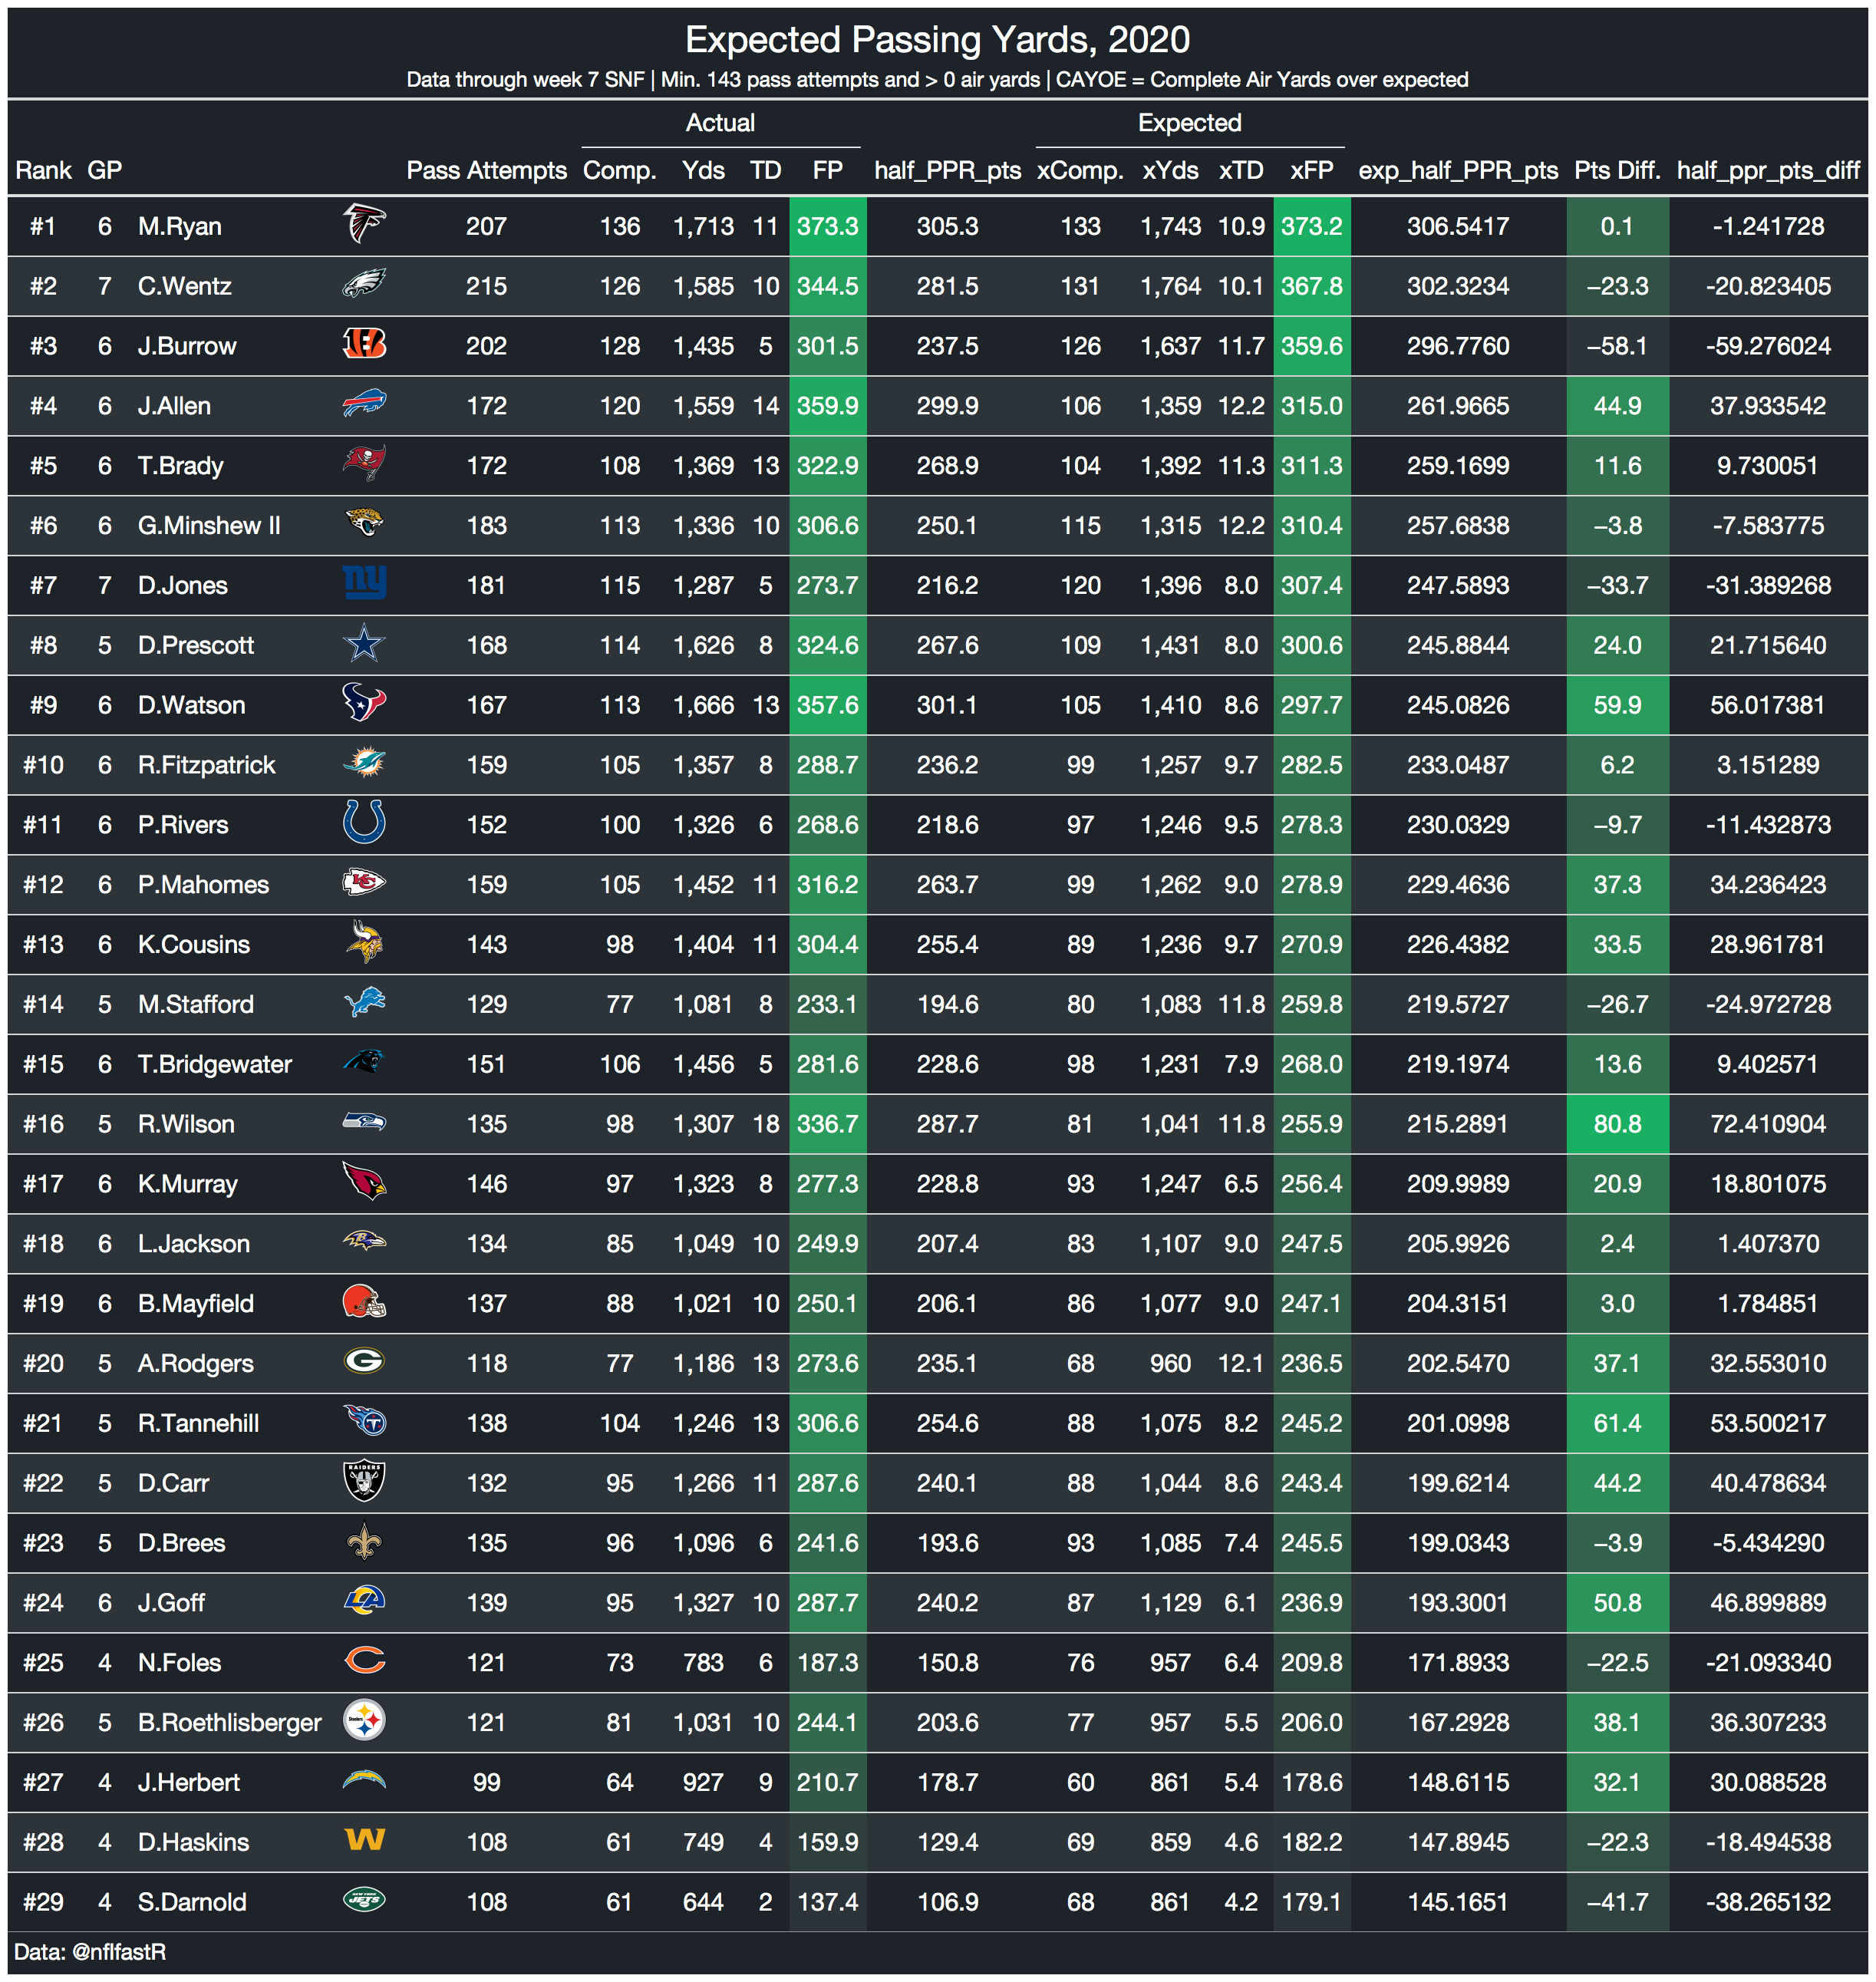 Expected Passing Yards, 2020
Data through week 7 SNF | Min. 143 pass attempts and > 0 air yards | CAYOE = Complete Air Yards over expected
Actual Expected
Rank GP Pass Attempts Comp. Yds TD FP half_PPR_pts xComp. xYds xTD xFP exp_half_PPR_pts Pts Diff. half_ppr_pts_diff
#1 6 M.Ryan 207 136 1,713 11 373.3 305.3 133 1,743 10.9 373.2 306.5417 0.1 -1.241728
#2 7 C.Wentz 215 126 1,585 10 344.5 281.5 131 1,764 10.1 367.8 302.3234 −23.3 -20.823405
#3 6 J.Burrow 202 128 1,435 5 301.5 237.5 126 1,637 11.7 359.6 296.7760 −58.1 -59.276024
#4 6 J.Allen 172 120 1,559 14 359.9 299.9 106 1,359 12.2 315.0 261.9665 44.9 37.933542
#5 6 T.Brady 172 108 1,369 13 322.9 268.9 104 1,392 11.3 311.3 259.1699 11.6 9.730051
#6 6 G.Minshew II 183 113 1,336 10 306.6 250.1 115 1,315 12.2 310.4 257.6838 −3.8 -7.583775
#7 7 D.Jones ny 181 115 1,287 5 273.7 216.2 120 1,396 8.0 307.4 247.5893 −33.7 -31.389268
#8 5 D.Prescott 168 114 1,626 8 324.6 267.6 109 1,431 8.0 300.6 245.8844 24.0 21.715640
#9 6 D.Watson 167 113 1,666 13 357.6 301.1 105 1,410 8.6 297.7 245.0826 59.9 56.017381
#10 6 R.Fitzpatrick 159 105 1,357 8 288.7 236.2 99 1,257 9.7 282.5 233.0487 6.2 3.151289
#11 6 P.Rivers 152 100 1,326 6 268.6 218.6 97 1,246 9.5 278.3 230.0329 −9.7 -11.432873
#12 6 P.Mahomes KC 159 105 1,452 11 316.2 263.7 99 1,262 9.0 278.9 229.4636 37.3 34.236423
#13 6 K.Cousins 143 98 1,404 11 304.4 255.4 89 1,236 9.7 270.9 226.4382 33.5 28.961781
#14 5 M.Stafford 129 77 1,081 8 233.1 194.6 80 1,083 11.8 259.8 219.5727 −26.7 -24.972728
#15 6 T.Bridgewater 151 106 1,456 5 281.6 228.6 98 1,231 7.9 268.0 219.1974 13.6 9.402571
#16 5 R.Wilson 135 98 1,307 18 336.7 287.7 81 1,041 11.8 255.9 215.2891 80.8 72.410904
#17 6 K.Murray 146 97 1,323 8 277.3 228.8 93 1,247 6.5 256.4 209.9989 20.9 18.801075
#18 6 L.Jackson 134 85 1,049 10 249.9 207.4 83 1,107 9.0 247.5 205.9926 2.4 1.407370
#19 6 B.Mayfield 137 88 1,021 10 250.1 206.1 86 1,077 9.0 247.1 204.3151 3.0 1.784851
#20 5 A.Rodgers G 118 77 1,186 13 273.6 235.1 68 960 12.1 236.5 202.5470 37.1 32.553010
#21 5 R.Tannehill T 138 104 1,246 13 306.6 254.6 88 1,075 8.2 245.2 201.0998 61.4 53.500217
#22 5 D.Carr RAIDERS 132 95 1,266 11 287.6 240.1 88 1,044 8.6 243.4 199.6214 44.2 40.478634
#23 5 D.Brees 135 96 1,096 6 241.6 193.6 93 1,085 7.4 245.5 199.0343 −3.9 -5.434290
#24 6 J.Goff LA 139 95 1,327 10 287.7 240.2 87 1,129 6.1 236.9 193.3001 50.8 46.899889
#25 4 N.Foles C 121 73 783 6 187.3 150.8 76 957 6.4 209.8 171.8933 −22.5 -21.093340
#26 5 B.Roethlisberger Steelers 121 81 1,031 10 244.1 203.6 77 957 5.5 206.0 167.2928 38.1 36.307233
#27 4 J.Herbert 99 64 927 9 210.7 178.7 60 861 5.4 178.6 148.6115 32.1 30.088528
#28 4 D.Haskins W 108 61 749 4 159.9 129.4 69 859 4.6 182.2 147.8945 −22.3 -18.494538
#29 4 S.Darnold NEW YORK JETS 108 61 644 2 137.4 106.9 68 861 4.2 179.1 145.1651 −41.7 -38.265132
Data: @nflfastR